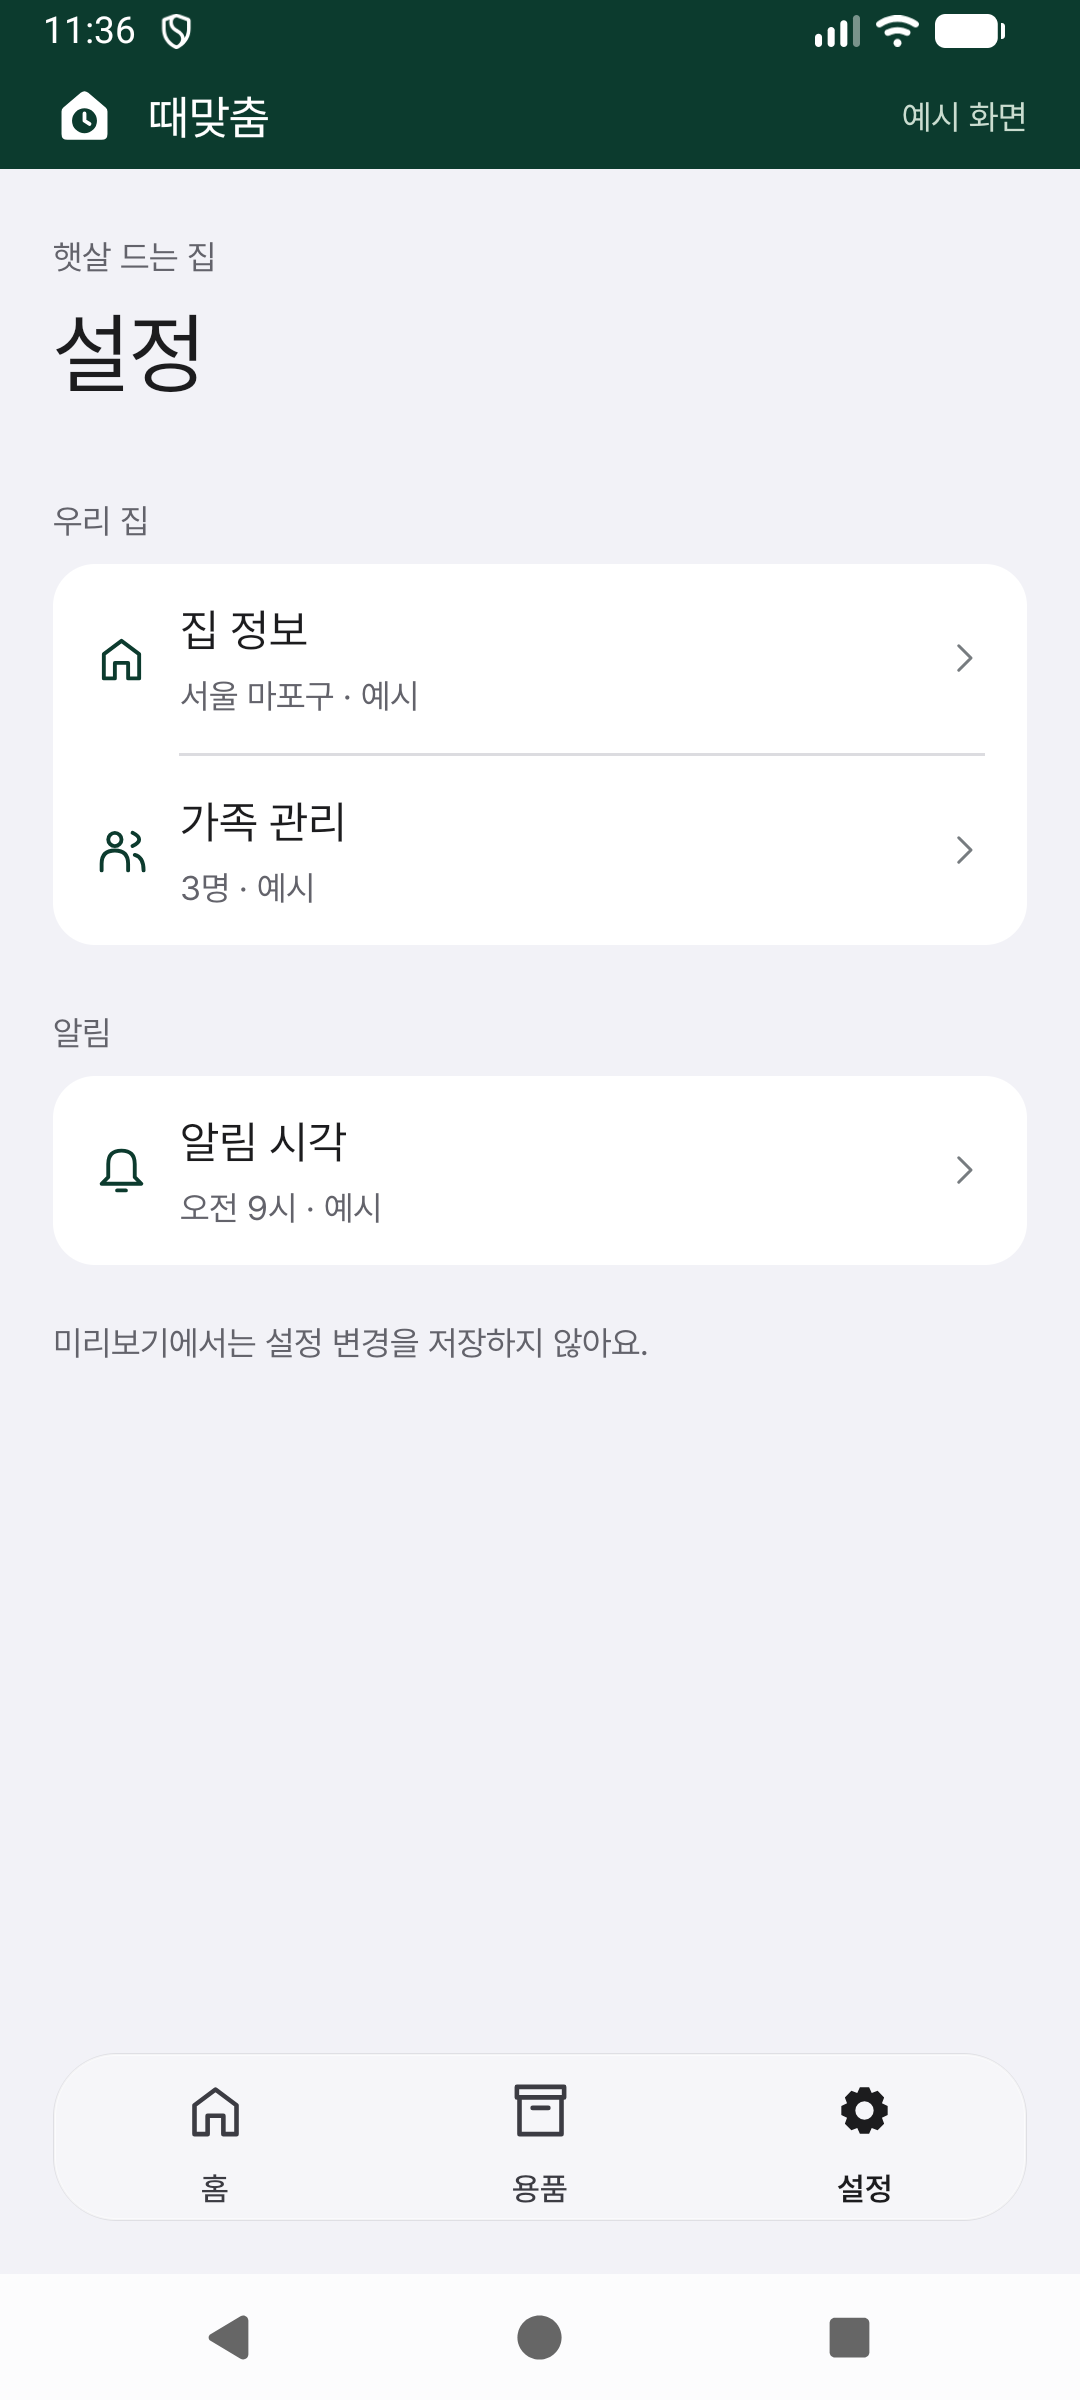 11:36
때맞춤
예시 화면
햇살 드는 집
설정
우리 집
집 정보
서울 마포구 · 예시
가족 관리
3명 · 예시
알림
알림 시각
오전 9시 · 예시
미리보기에서는 설정 변경을 저장하지 않아요.
홈
용품
설정